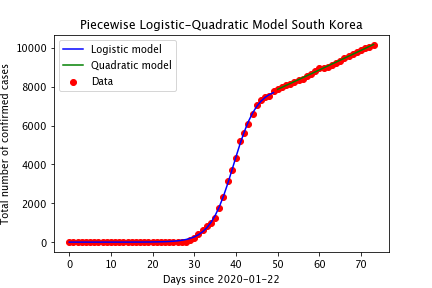 Piecewise Logistic-Quadratic Model South Korea
Logistic model
Quadratic model
Data
Total number of confirmed cases
10000
8000
6000
4000
2000
0
0 10 20 30 40 50 60 70
Days since 2020-01-22